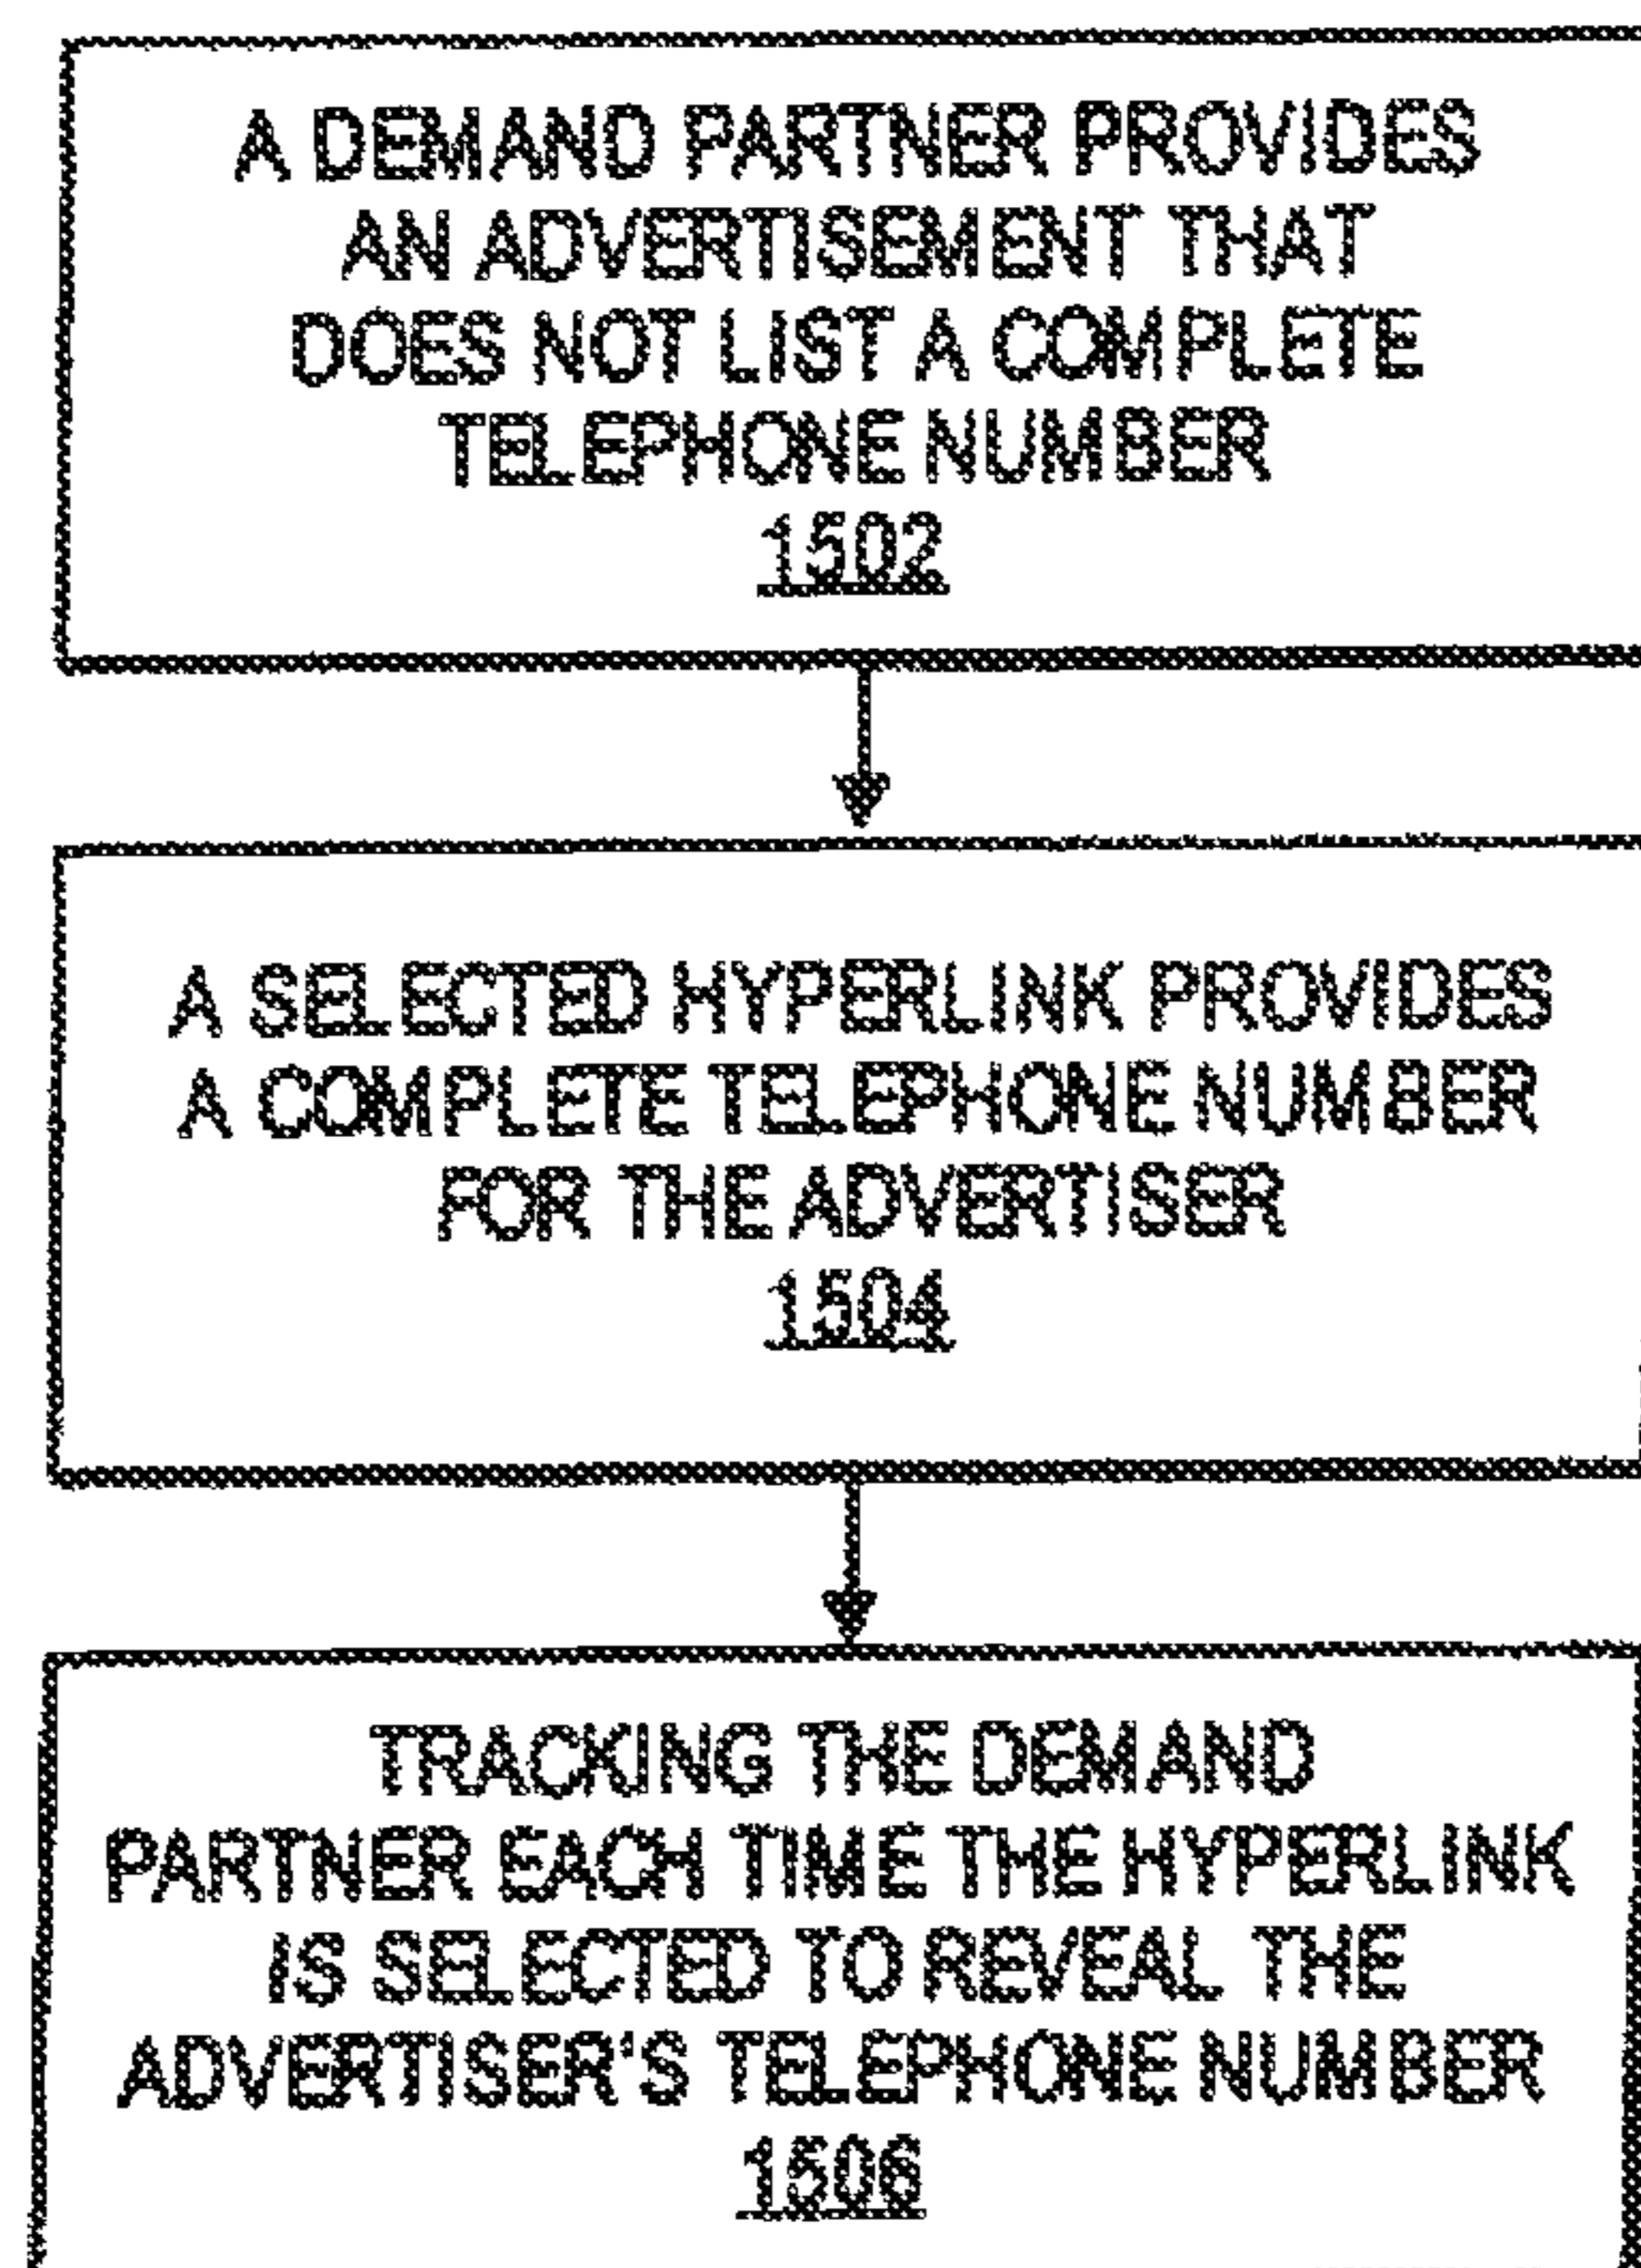 A DEMAND PARTNER PROVIDES
AN ADVERTISEMENT THAT
DOES NOT LIST A COMPLETE
TELEPHONE NUMBER
1502
A SELECTED HYPERLINK PROVIDES
A COMPLETE TELEPHONE NUMBER
FOR THE ADVERTISER
1504
TRACKING THE DEMAND
PARTNER EACH TIME THE HYPERLINK
IS SELECTED TO REVEAL THE
ADVERTISER'S TELEPHONE NUMBER
1506